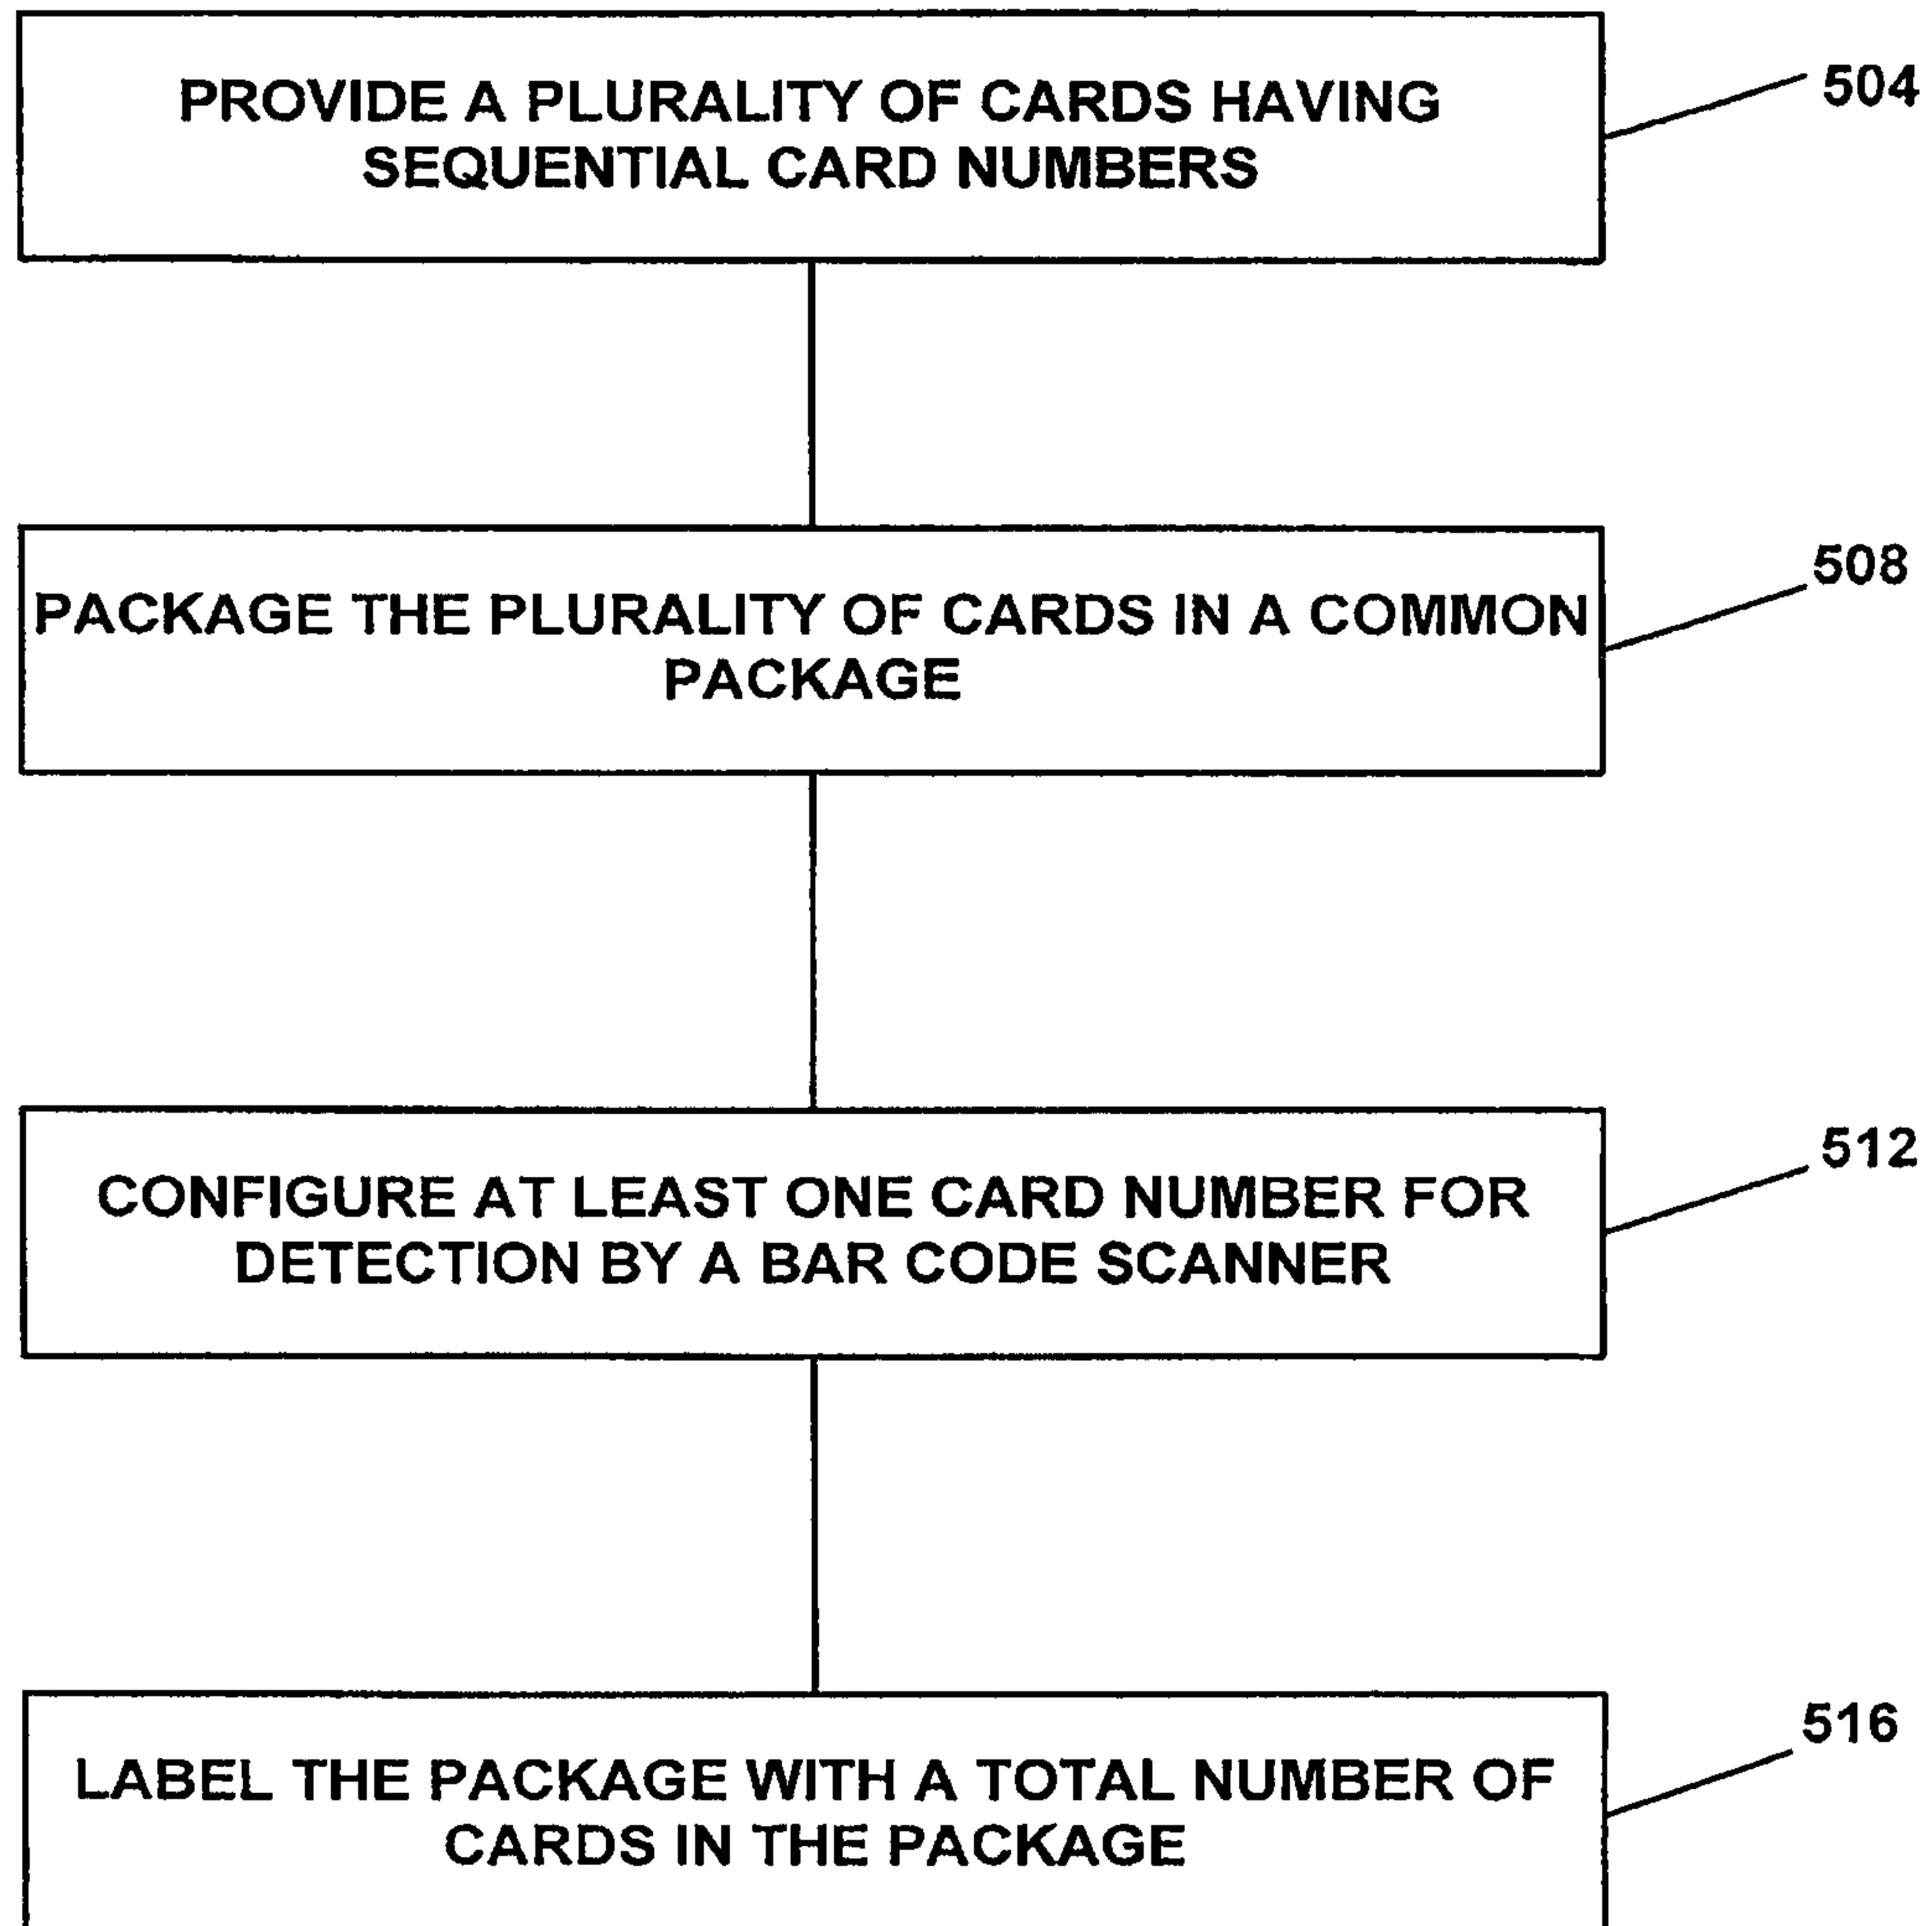 PROVIDE A PLURALITY OF CARDS HAVING
SEQUENTIAL CARD NUMBERS
504
PACKAGE THE PLURALITY OF CARDS IN A COMMON
PACKAGE
508
CONFIGURE AT LEAST ONE CARD NUMBER FOR
DETECTION BY A BAR CODE SCANNER
512
LABEL THE PACKAGE WITH A TOTAL NUMBER OF
CARDS IN THE PACKAGE
516